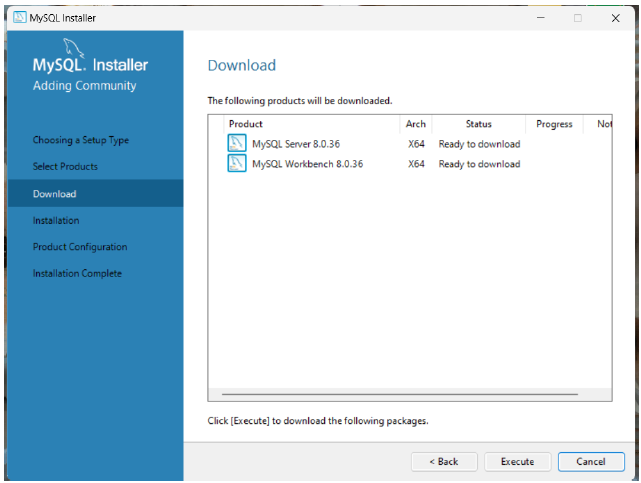 MySQL Installer
MySQL. Installer
Adding Community
Choosing a Setup Type
Select Products
Download
Installation
Product Configuration
Installation Complete
Download
The following products will be downloaded.
Product Arch Status Progress Not
MySQL Server 8.0.36 X64 Ready to download
MySQL Workbench 8.0.36 X64 Ready to download
Click [Execute] to download the following packages.
< Back Execute Cancel